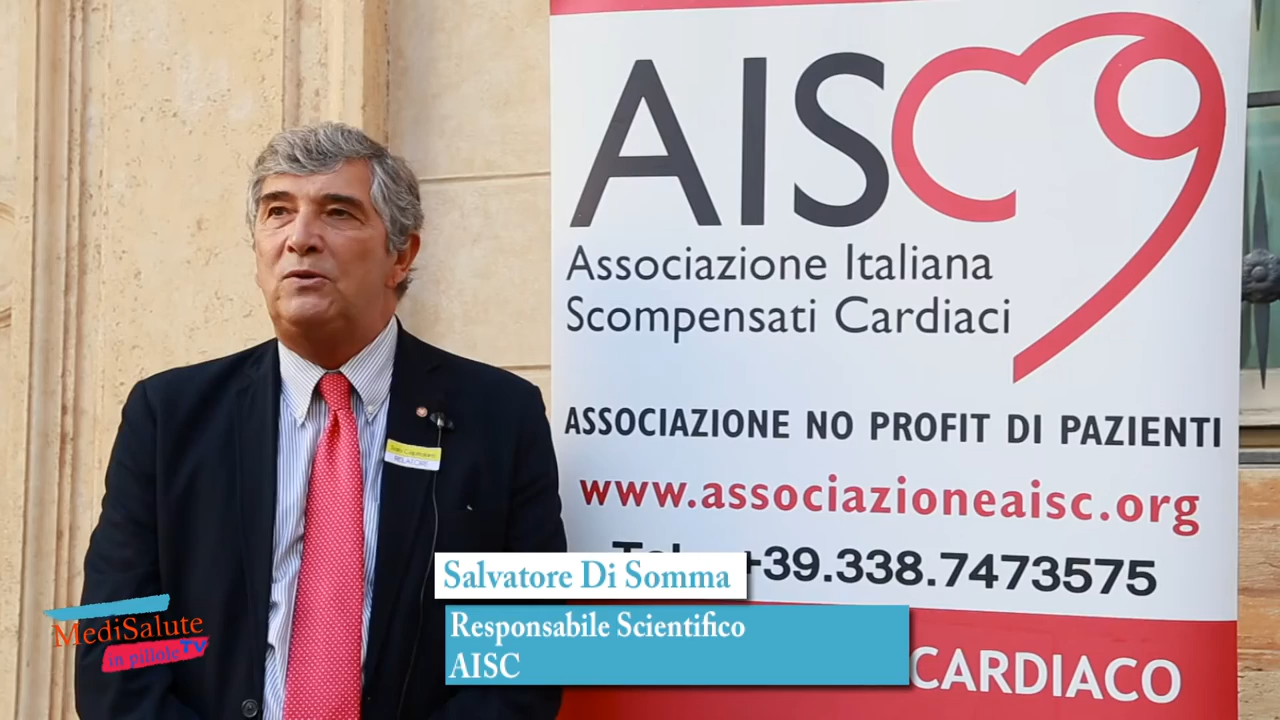 AISC
Associazione Italiana
Scompensati Cardiaci
ASSOCIAZIONE NO PROFIT DI PAZIENTI
www.associazioneaisc.org
+39.338.7473575
CARDIACO
RELATORE
Salvatore Di Somma
Responsabile Scientifico
AISC
MediSalute
in pillole TV